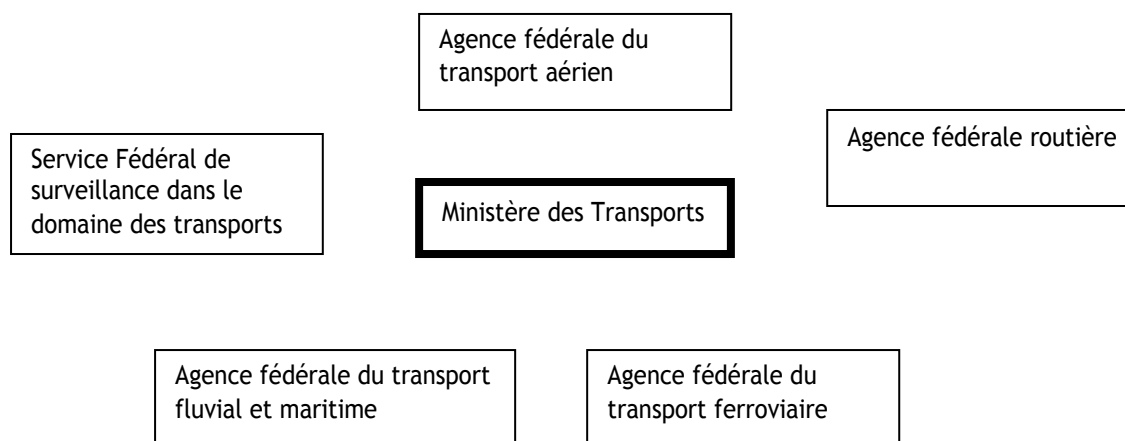 Agence fédérale du
transport aérien
Agence fédérale routière
Service Fédéral de
surveillance dans le
domaine des transports
Ministère des Transports
Agence fédérale du transport
fluvial et maritime
Agence fédérale du
transport ferroviaire